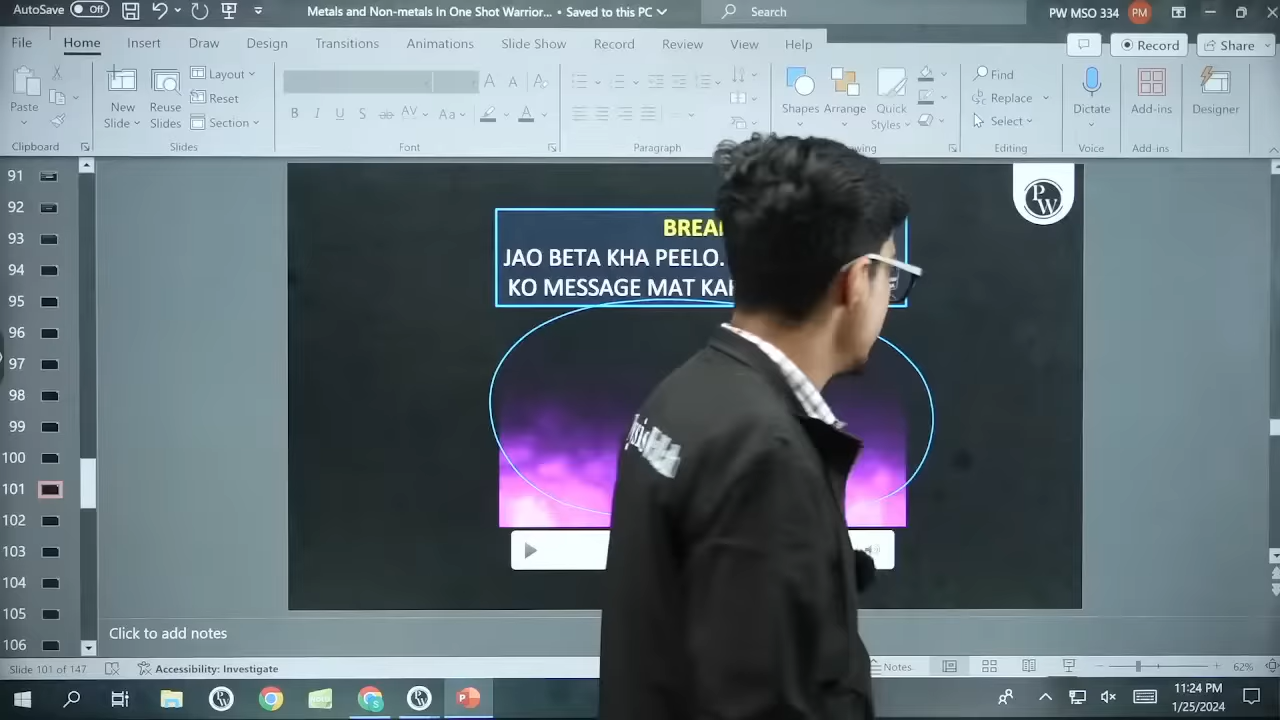 AutoSave Off Metals and Non-metals In One Shot Warrior... • Saved to this PC Search PW MSO 334 PM
File Home Insert Draw Design Transitions Animations Slide Show Record Review View Help Record Share
Paste
Clipboard
New Slide
Reuse Slides
Layout
Reset
Section
Slides
B I U S ab AV Aa A
Font
Paragraph
Shapes Arrange Quick Styles
Find
Replace
Select
Editing
Dictate
Voice
Add-ins
Add-ins
Designer
91
92
93
94
95
96
97
98
99
100
101
102
103
104
105
106
PW
JAO BETA KHA PEELO.
KO MESSAGE MAT
Click to add notes
Slide 101 of 147 Accessibility: Investigate Notes 62%
11:24 PM
1/25/2024